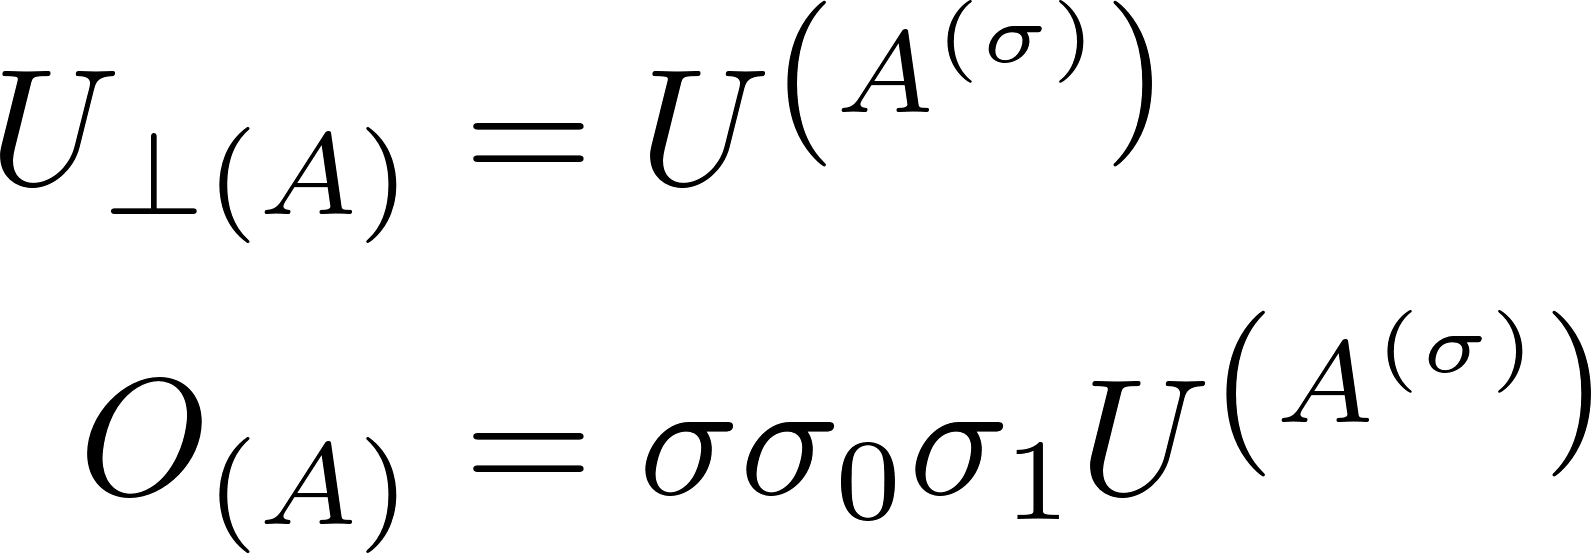 U_{\perp(A)} = U^{\left(A^{(\sigma)}\right)}
O_{(A)} = \sigma\sigma_0\sigma_1 U^{\left(A^{(\sigma)}\right)}